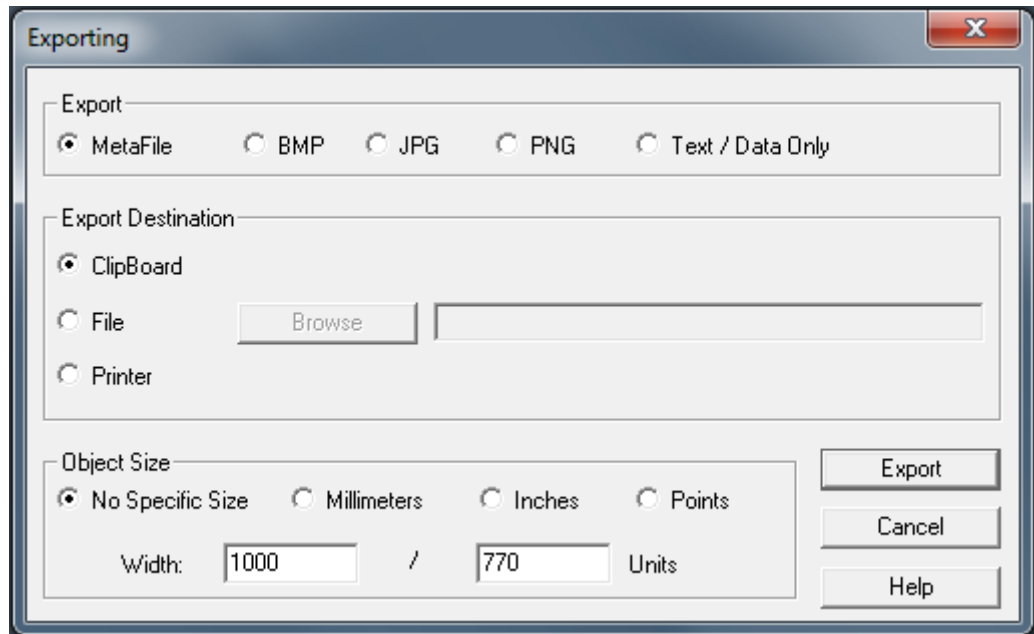 Exporting
Export
MetaFile BMP JPG PNG Text / Data Only
Export Destination
ClipBoard
File Browse
Printer
Object Size
No Specific Size Millimeters Inches Points
Width: 1000 / 770 Units
Export
Cancel
Help